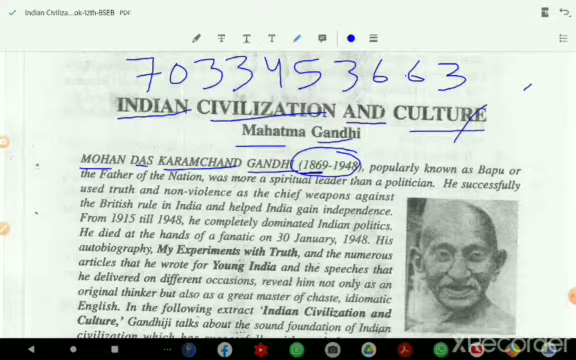 Indian Civiliza...ok-12th-BSEB PDF
7033453663
INDIAN CIVILIZATION AND CULTURE
Mahatma Gandhi
MOHAN DAS KARAMCHAND GANDHI (1869-1948), popularly known as Bapu or
the Father of the Nation, was more a spiritual leader than a politician. He successfully
used truth and non-violence as the chief weapons against
the British rule in India and helped India gain independence.
From 1915 till 1948, he completely dominated Indian politics.
He died at the hands of a fanatic on 30 January, 1948. His
autobiography, My Experiments with Truth, and the numerous
articles that he wrote for Young India and the speeches that
he delivered on different occasions, reveal him not only as an
original thinker but also as a great master of chaste, idiomatic
English. In the following extract 'Indian Civilization and
Culture,' Gandhiji talks about the sound foundation of Indian
civilization which has successfully
XRecorder